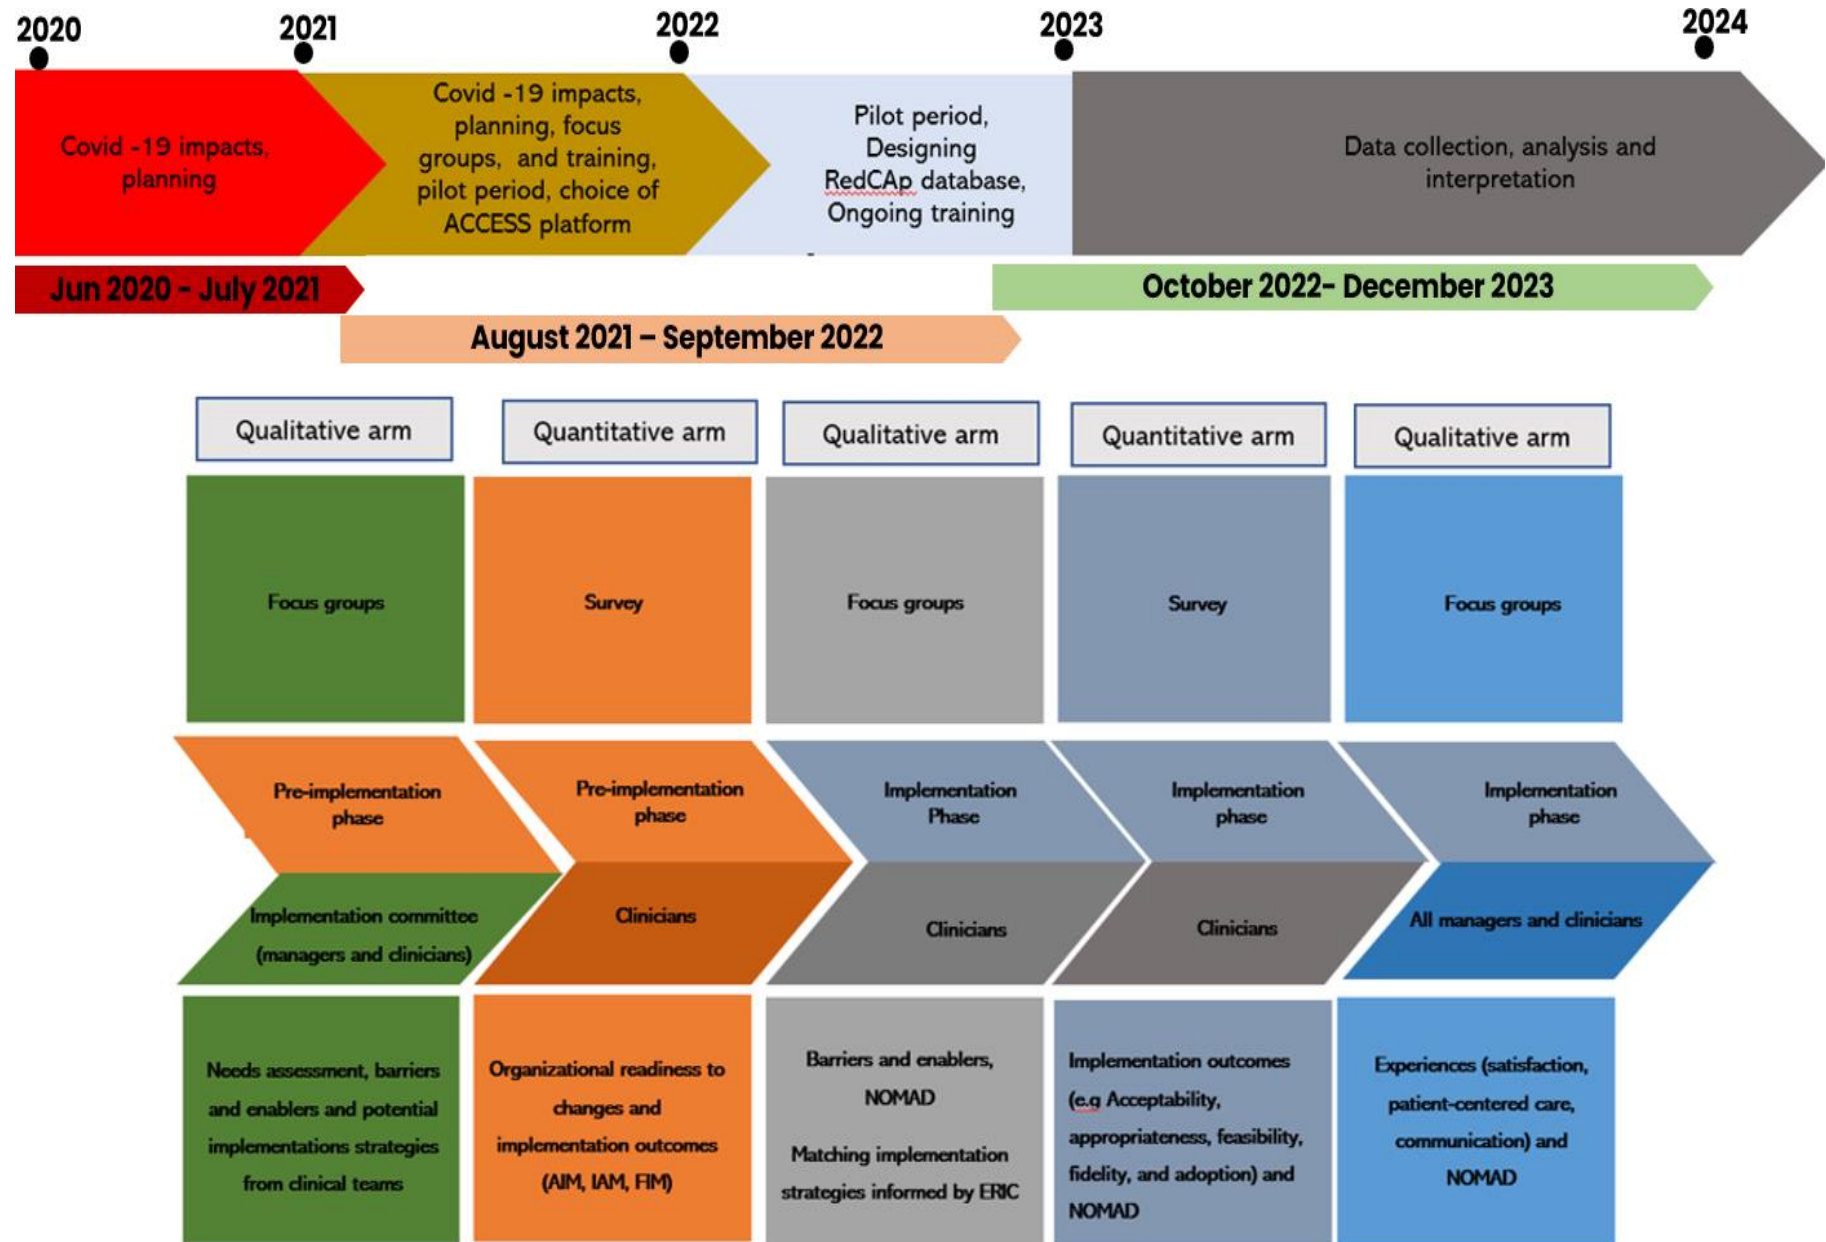 2020
2021
2022
2023
2024
Covid -19 impacts,
planning
Covid -19 impacts,
planning, focus
groups, and training,
pilot period, choice of
ACCESS platform
Pilot period,
Designing
RedCAp database,
Ongoing training
Data collection, analysis and
interpretation
Jun 2020 - July 2021
October 2022- December 2023
August 2021 – September 2022
Qualitative arm
Quantitative arm
Qualitative arm
Quantitative arm
Qualitative arm
Focus groups
Survey
Focus groups
Survey
Focus groups
Pre-implementation
phase
Pre-implementation
phase
Implementation
Phase
Implementation
phase
Implementation
phase
Implementation committee
(managers and clinicians)
Clinicians
Clinicians
Clinicians
All managers and clinicians
Needs assessment, barriers
and enablers and potential
implementations strategies
from clinical teams
Organizational readiness to
changes and
implementation outcomes
(AIM, IAM, FIM)
Barriers and enablers,
NOMAD
Matching implementation
strategies informed by ERIC
Implementation outcomes
(e.g Acceptability,
appropriateness, feasibility,
fidelity, and adoption) and
NOMAD
Experiences (satisfaction,
patient-centered care,
communication) and
NOMAD